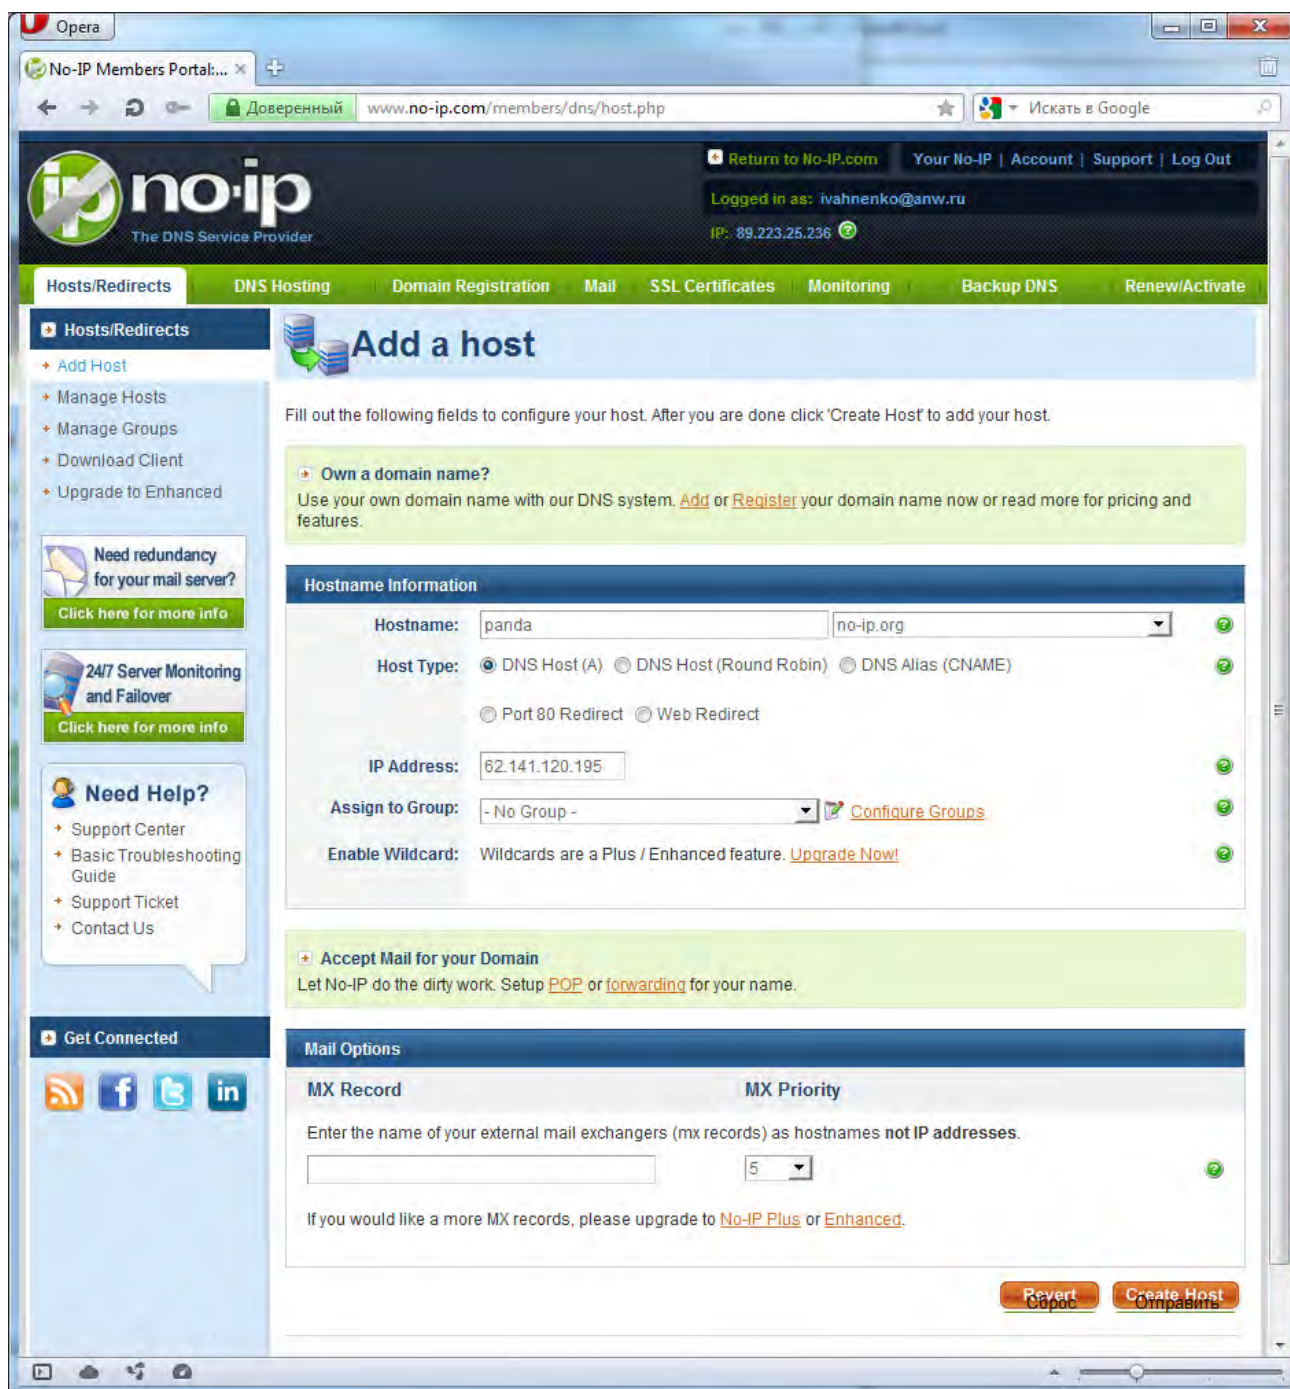 Opera
No-IP Members Portal:...
Доверенный www.no-ip.com/members/dns/host.php Искать в Google
Return to No-IP.com Your No-IP | Account | Support | Log Out
ip no·ip
The DNS Service Provider
Logged in as: ivahnenko@anw.ru
IP: 89.223.25.236
Hosts/Redirects DNS Hosting Domain Registration Mail SSL Certificates Monitoring Backup DNS Renew/Activate
Hosts/Redirects
Add Host
Manage Hosts
Manage Groups
Download Client
Upgrade to Enhanced
Need redundancy
for your mail server?
Click here for more info
24/7 Server Monitoring
and Failover
Click here for more info
Need Help?
Support Center
Basic Troubleshooting
Guide
Support Ticket
Contact Us
Get Connected
Add a host
Fill out the following fields to configure your host. After you are done click 'Create Host' to add your host.
Own a domain name?
Use your own domain name with our DNS system. Add or Register your domain name now or read more for pricing and
features.
Hostname Information
Hostname: panda no-ip.org
Host Type: DNS Host (A) DNS Host (Round Robin) DNS Alias (CNAME)
Port 80 Redirect Web Redirect
IP Address: 62.141.120.195
Assign to Group: - No Group - Configure Groups
Enable Wildcard: Wildcards are a Plus / Enhanced feature. Upgrade Now!
Accept Mail for your Domain
Let No-IP do the dirty work. Setup POP or forwarding for your name.
Mail Options
MX Record MX Priority
Enter the name of your external mail exchangers (mx records) as hostnames not IP addresses.
5
If you would like a more MX records, please upgrade to No-IP Plus or Enhanced.
Revert Create Host
Сброс Отправить